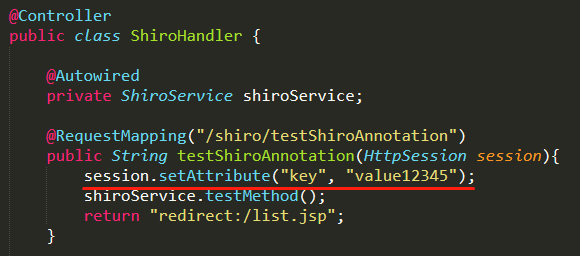 @Controller
public class ShiroHandler {
@Autowired
private ShiroService shiroService;
@RequestMapping("/shiro/testShiroAnnotation")
public String testShiroAnnotation(HttpSession session){
session.setAttribute("key", "value12345");
shiroService.testMethod();
return "redirect:/list.jsp";
}